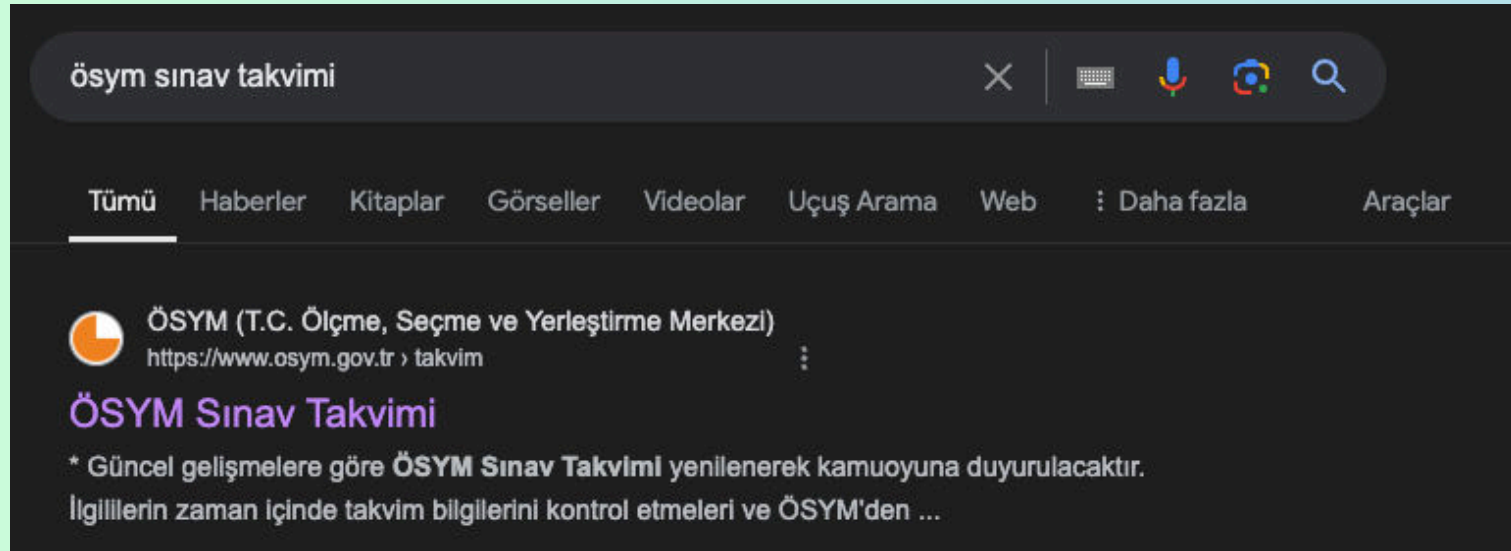 ösym sınav takvimi
Tümü Haberler Kitaplar Görseller Videolar Uçuş Arama Web Daha fazla Araçlar
ÖSYM (T.C. Ölçme, Seçme ve Yerleştirme Merkezi)
https://www.osym.gov.tr › takvim
ÖSYM Sınav Takvimi
* Güncel gelişmelere göre ÖSYM Sınav Takvimi yenilenerek kamuoyuna duyurulacaktır.
İlgililerin zaman içinde takvim bilgilerini kontrol etmeleri ve ÖSYM'den ...